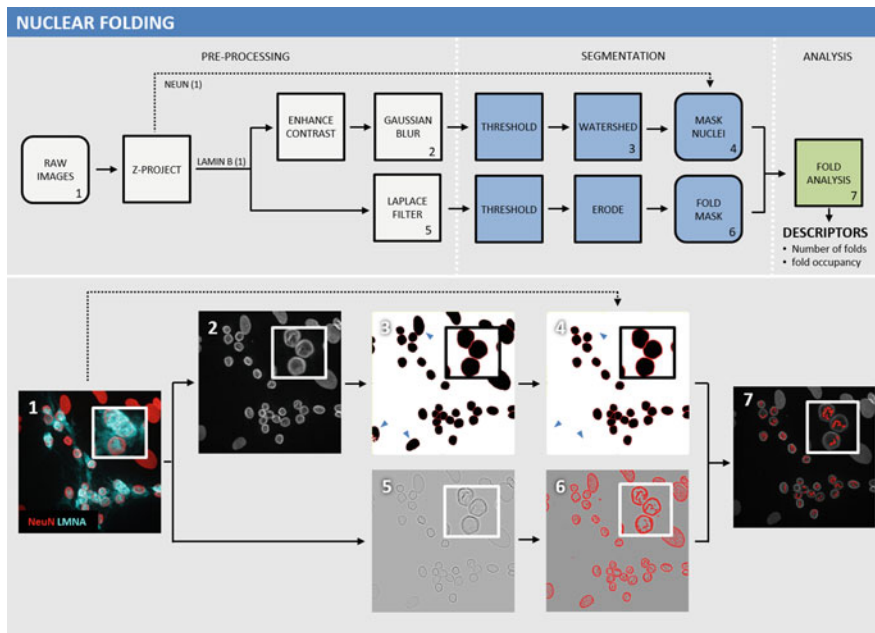 NUCLEAR FOLDING
PRE-PROCESSING
SEGMENTATION
ANALYSIS
NEUN (1)
RAW
IMAGES
1
Z-PROJECT
LAMIN B (1)
ENHANCE
CONTRAST
GAUSSIAN
BLUR
2
THRESHOLD
WATERSHED
3
MASK
NUCLEI
4
LAPLACE
FILTER
5
THRESHOLD
ERODE
FOLD
MASK
6
FOLD
ANALYSIS
7
DESCRIPTORS
• Number of folds
• fold occupancy
1
NeuN LMNA
2
3
4
5
6
7